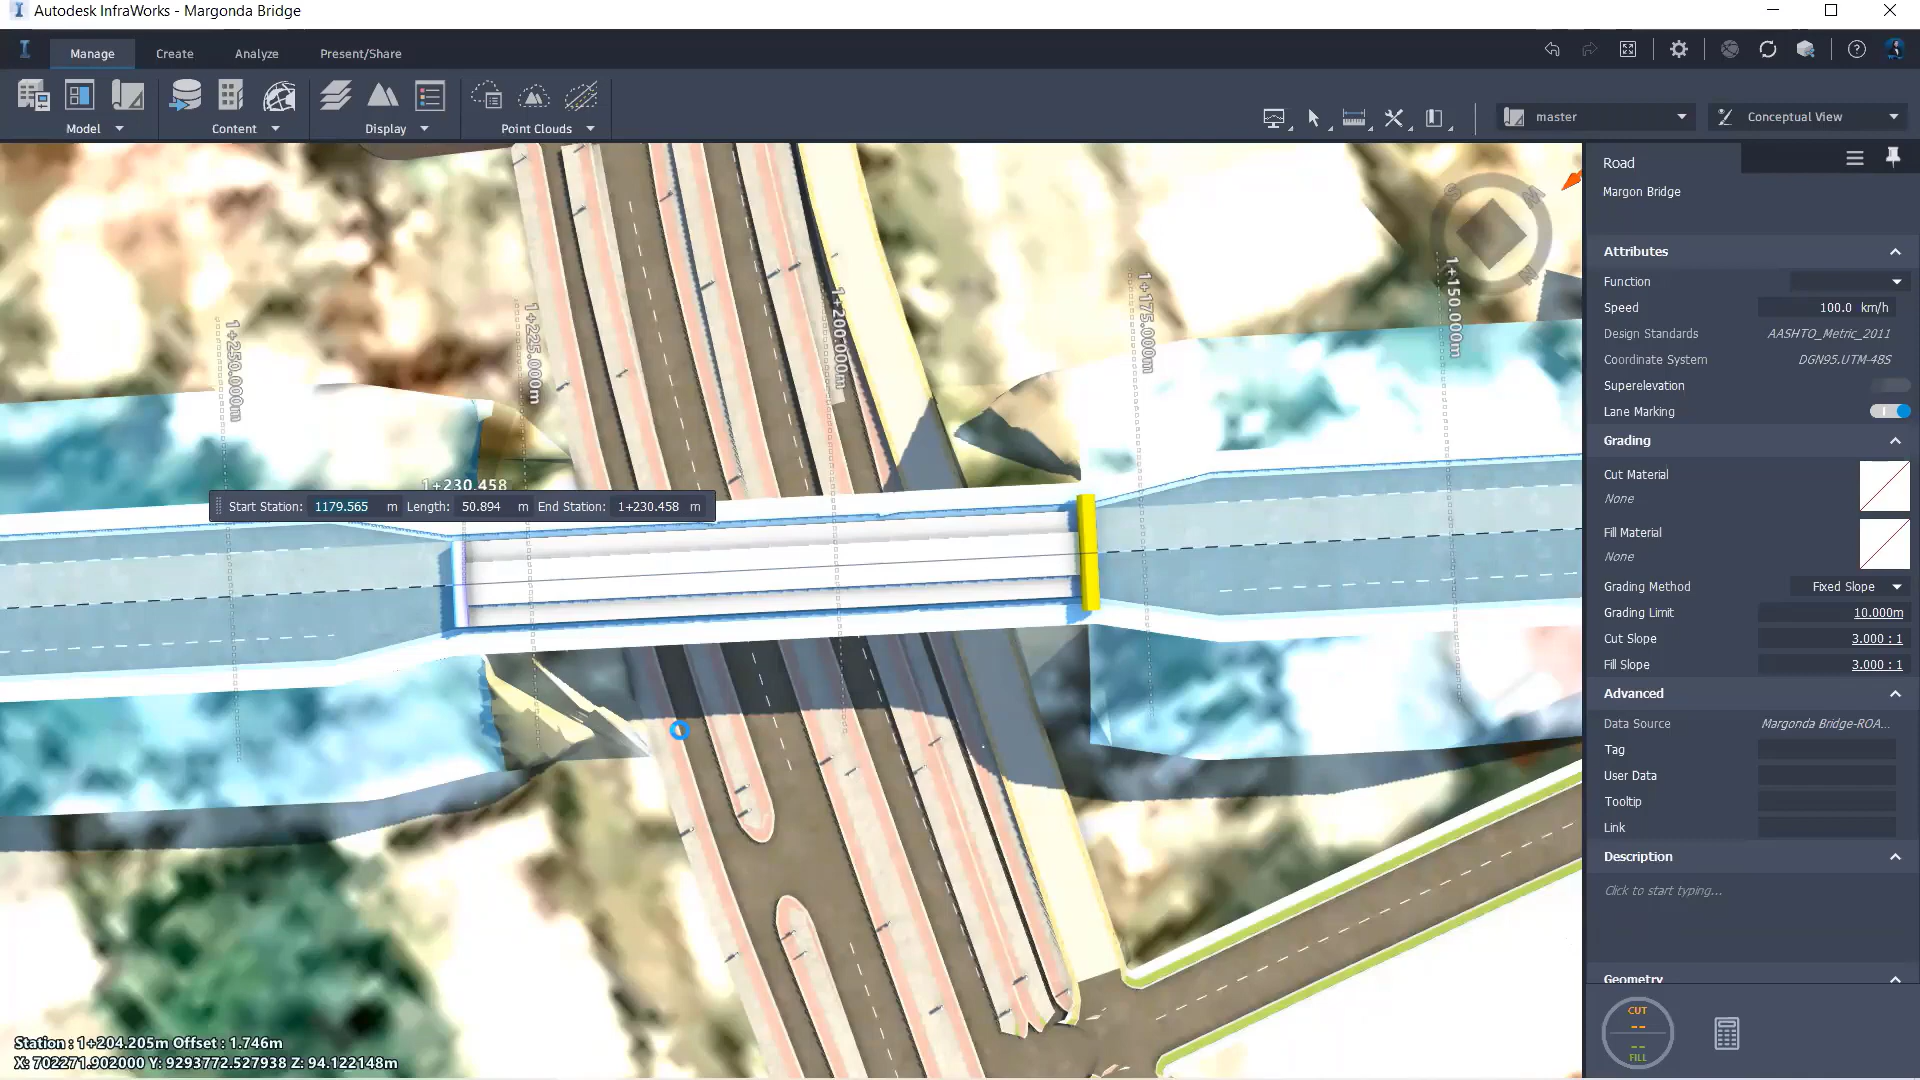 Autodesk InfraWorks - Margonda Bridge
Manage Create Analyze Present/Share
Model Content Display Point Clouds
master Conceptual View
Road
Margon Bridge
Attributes
Function
Speed 100.0 km/h
Design Standards AASHTO_Metric_2011
Coordinate System DGN95.UTM-48S
Superelevation
Lane Marking
Grading
Cut Material
None
Fill Material
None
Grading Method Fixed Slope
Grading Limit 10.000m
Cut Slope 3.000 : 1
Fill Slope 3.000 : 1
Advanced
Data Source Margonda Bridge-ROA...
Tag
User Data
Tooltip
Link
Description
Click to start typing...
Geometry
CUT
--
--
FILL
S
1+250.000m
1+225.000m
1+200.000m
1+175.000m
1+150.000m
1+230.458
Start Station: 1179.565 m Length: 50.894 m End Station: 1+230.458 m
Station : 1+204.205m Offset : 1.746m
X: 702271.902000 Y: 9293772.527938 Z: 94.122148m